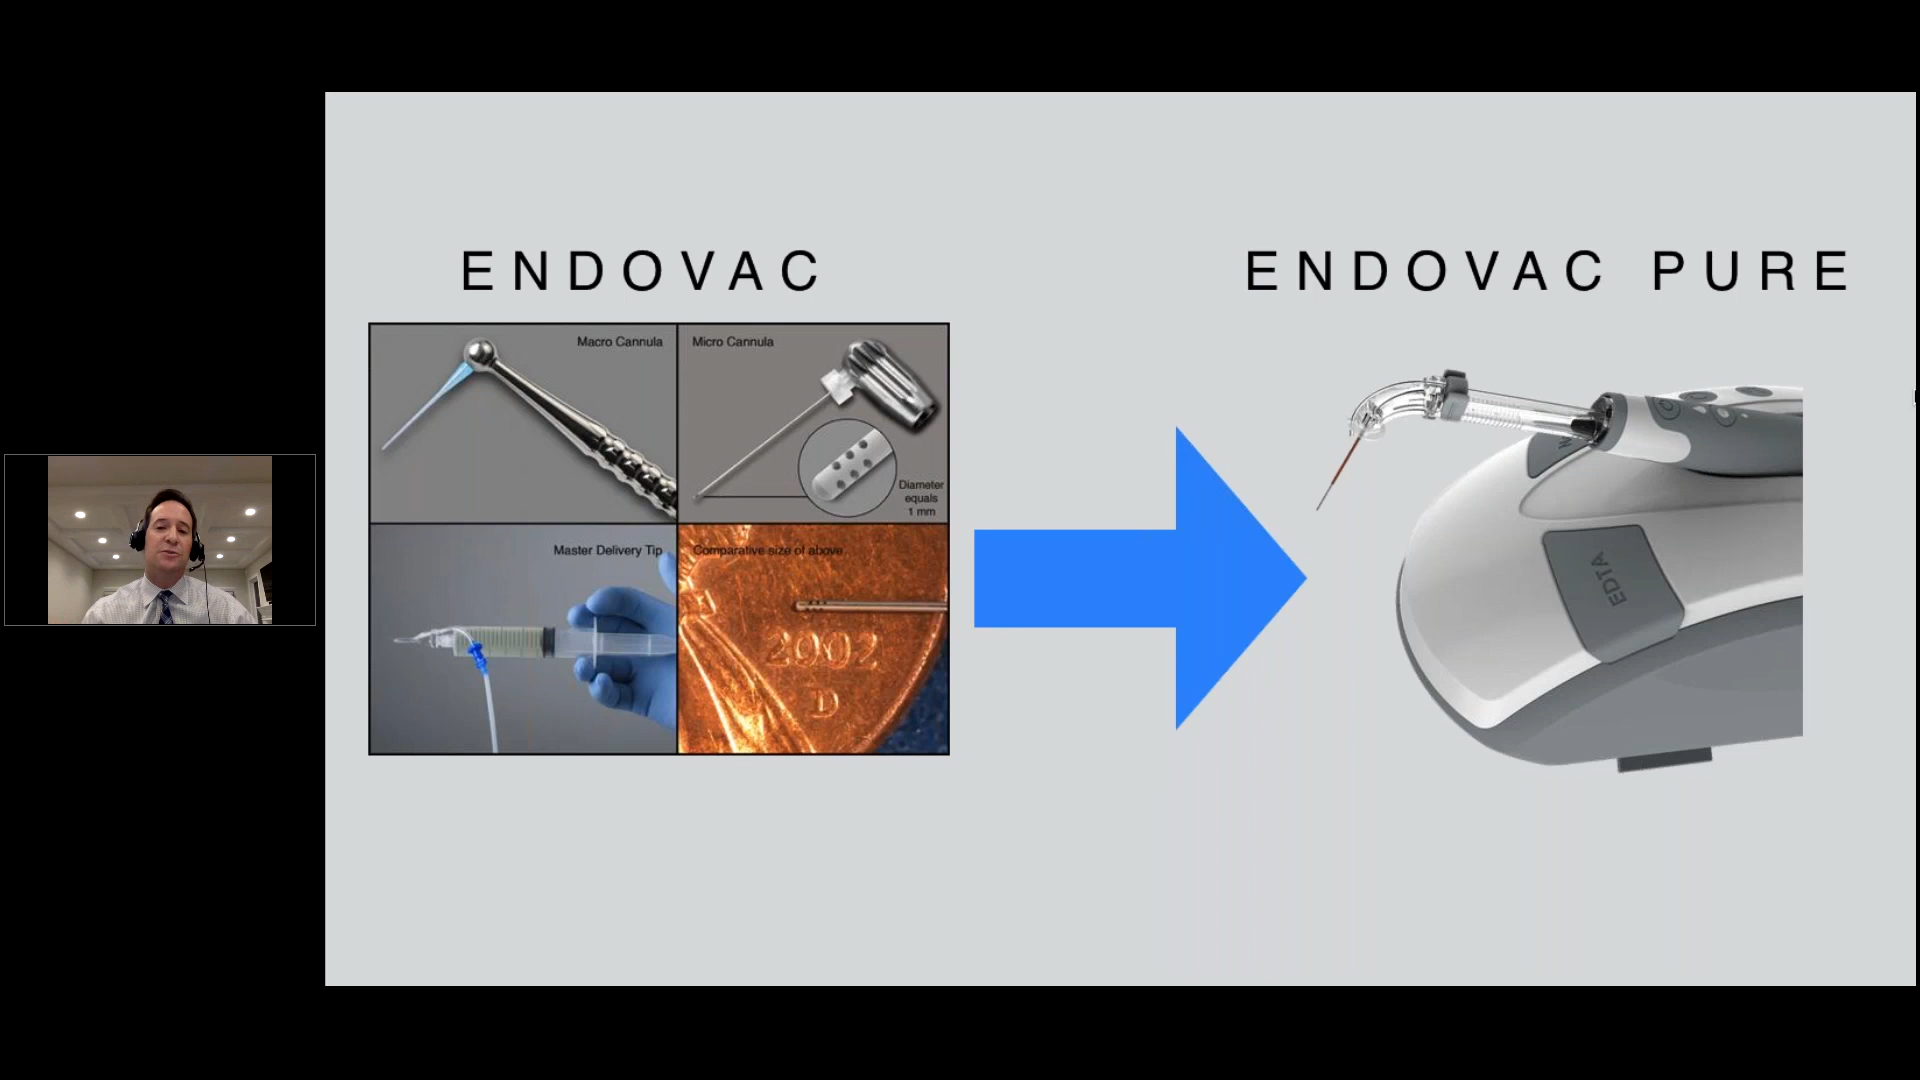 ENDOVAC
ENDOVAC PURE
Macro Cannula
Micro Cannula
Diameter
equals
1 mm
Master Delivery Tip
Comparative size of above
2002
D
EDTA